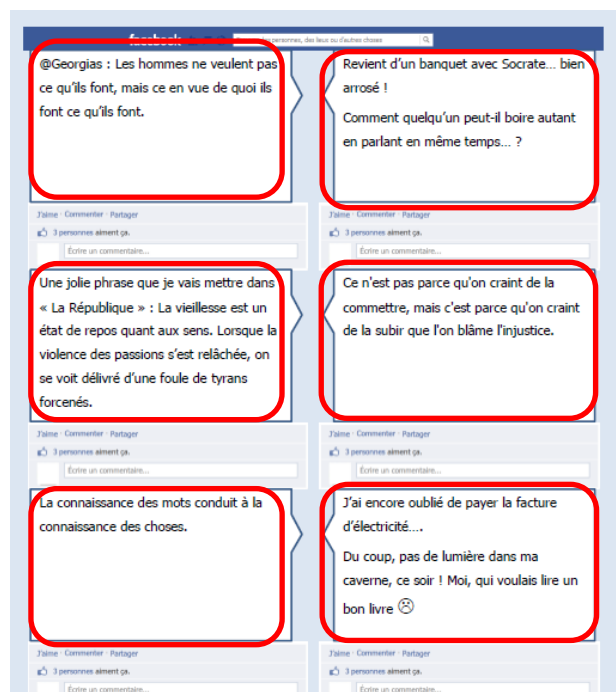 facebook
personnes, des lieux ou d'autres choses
@Georgias : Les hommes ne veulent pas
ce qu'ils font, mais ce en vue de quoi ils
font ce qu'ils font.
J'aime · Commenter · Partager
3 personnes aiment ça.
Écrire un commentaire...
Revient d'un banquet avec Socrate... bien
arrosé !
Comment quelqu'un peut-il boire autant
en parlant en même temps... ?
J'aime · Commenter · Partager
3 personnes aiment ça.
Écrire un commentaire...
Une jolie phrase que je vais mettre dans
« La République » : La vieillesse est un
état de repos quant aux sens. Lorsque la
violence des passions s'est relâchée, on
se voit délivré d'une foule de tyrans
forcenés.
J'aime · Commenter · Partager
3 personnes aiment ça.
Écrire un commentaire...
Ce n'est pas parce qu'on craint de la
commettre, mais c'est parce qu'on craint
de la subir que l'on blâme l'injustice.
J'aime · Commenter · Partager
3 personnes aiment ça.
Écrire un commentaire...
La connaissance des mots conduit à la
connaissance des choses.
J'aime · Commenter · Partager
3 personnes aiment ça.
Écrire un commentaire...
J'ai encore oublié de payer la facture
d'électricité....
Du coup, pas de lumière dans ma
caverne, ce soir ! Moi, qui voulais lire un
bon livre ☹
J'aime · Commenter · Partager
3 personnes aiment ça.
Écrire un commentaire...